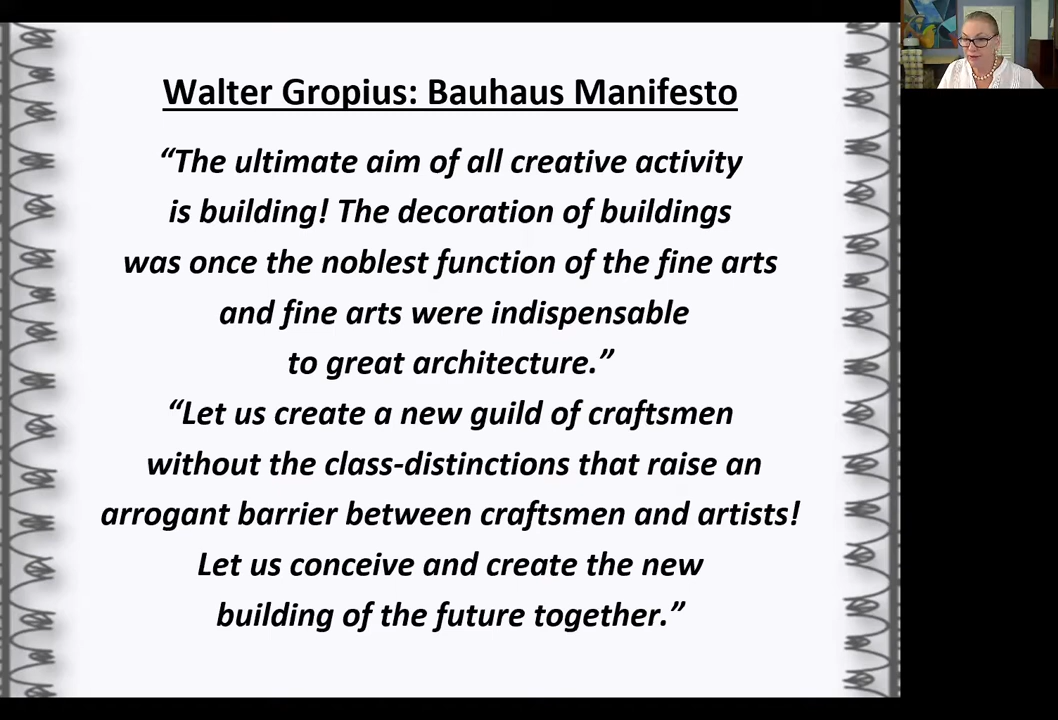 Walter Gropius: Bauhaus Manifesto
“The ultimate aim of all creative activity
is building! The decoration of buildings
was once the noblest function of the fine arts
and fine arts were indispensable
to great architecture.”
“Let us create a new guild of craftsmen
without the class-distinctions that raise an
arrogant barrier between craftsmen and artists!
Let us conceive and create the new
building of the future together.”